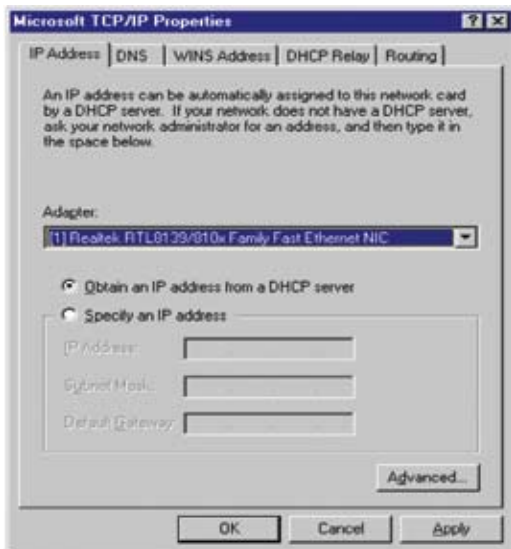 Microsoft TCP/IP Properties
IP Address DNS WINS Address DHCP Relay Routing
An IP address can be automatically assigned to this network card
by a DHCP server. If your network does not have a DHCP server,
ask your network administrator for an address, and then type it in
the space below.
Adapter:
[1] Realtek RTL8139/810x Family Fast Ethernet NIC
Obtain an IP address from a DHCP server
Specify an IP address
IP Address:
Subnet Mask:
Default Gateway:
Advanced...
OK Cancel Apply